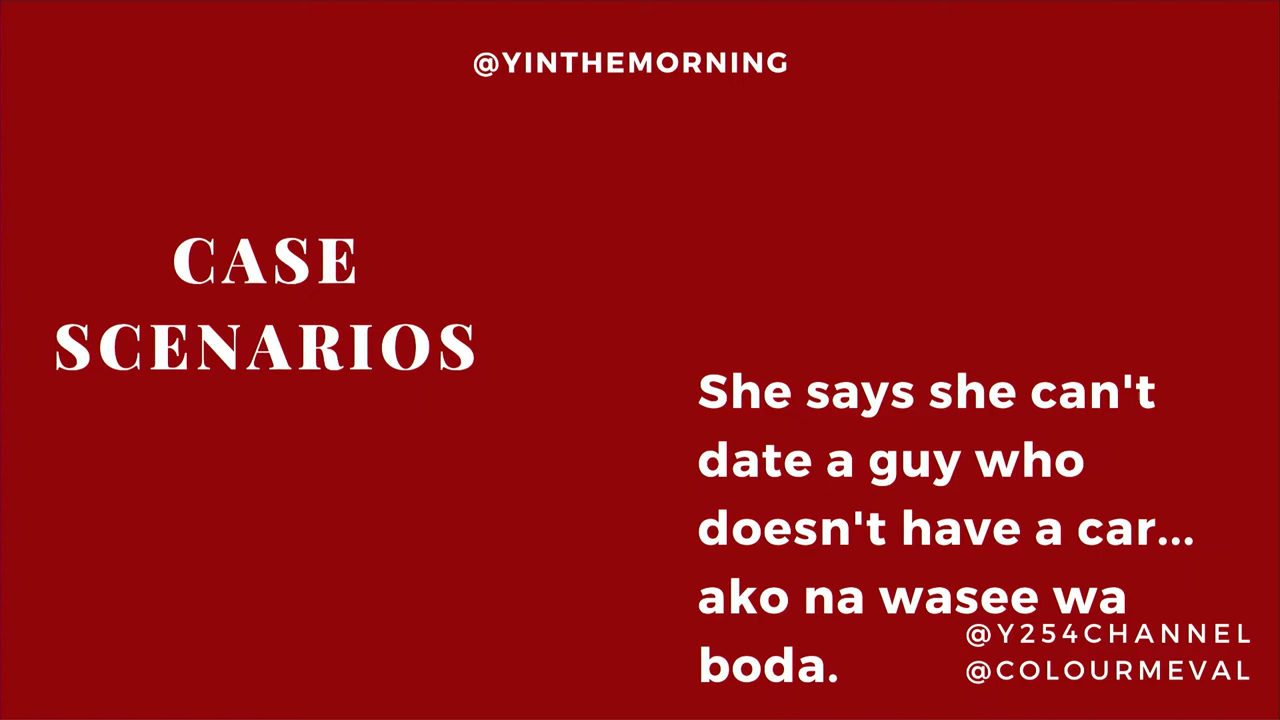 @YINTHEMORNING
CASE
SCENARIOS
She says she can't
date a guy who
doesn't have a car...
ako na wasee wa
boda.
@Y254CHANNEL
@COLOURMEVAL